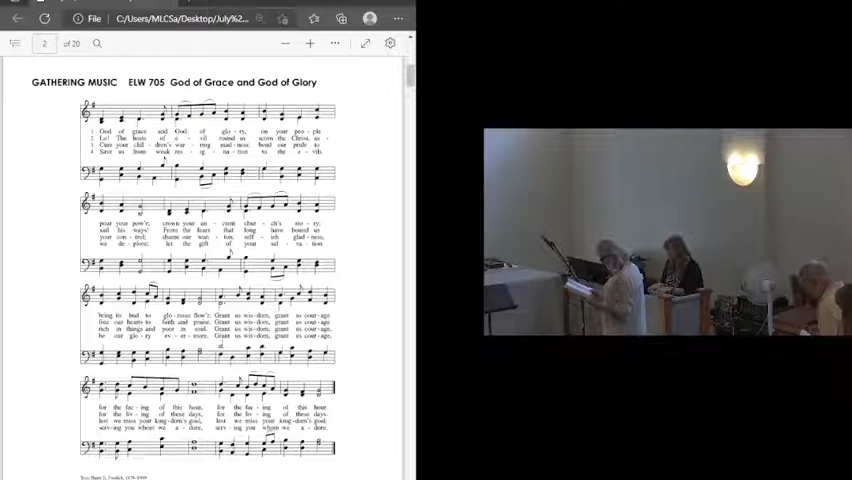 File
C:/Users/MLCSa/Desktop/July%2...
2 of 20
GATHERING MUSIC ELW 705 God of Grace and God of Glory
1 God of grace and God of glo - ry, on your peo - ple
2 Lo! The hosts of e - vil round us scorn the Christ, as -
3 Cure your chil - dren's war - ring mad - ness; bend our pride to
4 Save us from weak res - ig - na - tion to the e - vils
pour your pow'r; crown your an - cient chur - ch's sto - ry;
sail his ways! From the fears that long have bound us
your con - trol; shame our wan - ton, self - ish glad - ness,
we de - plore; let the gift of your sal - va - tion
bring its bud to glo - rious flow'r. Grant us wis - dom, grant us cour - age
free our hearts to faith and praise. Grant us wis - dom, grant us cour - age
rich in things and poor in soul. Grant us wis - dom, grant us cour - age,
be our glo - ry ev - er - more. Grant us wis - dom, grant us cour - age,
for the fac - ing of this hour, for the fac - ing of this hour.
for the liv - ing of these days, for the liv - ing of these days.
lest we miss your king - dom's goal, lest we miss your king - dom's goal.
serv - ing you whom we a - dore, serv - ing you whom we a - dore.
Text: Harry E. Fosdick, 1878-1969